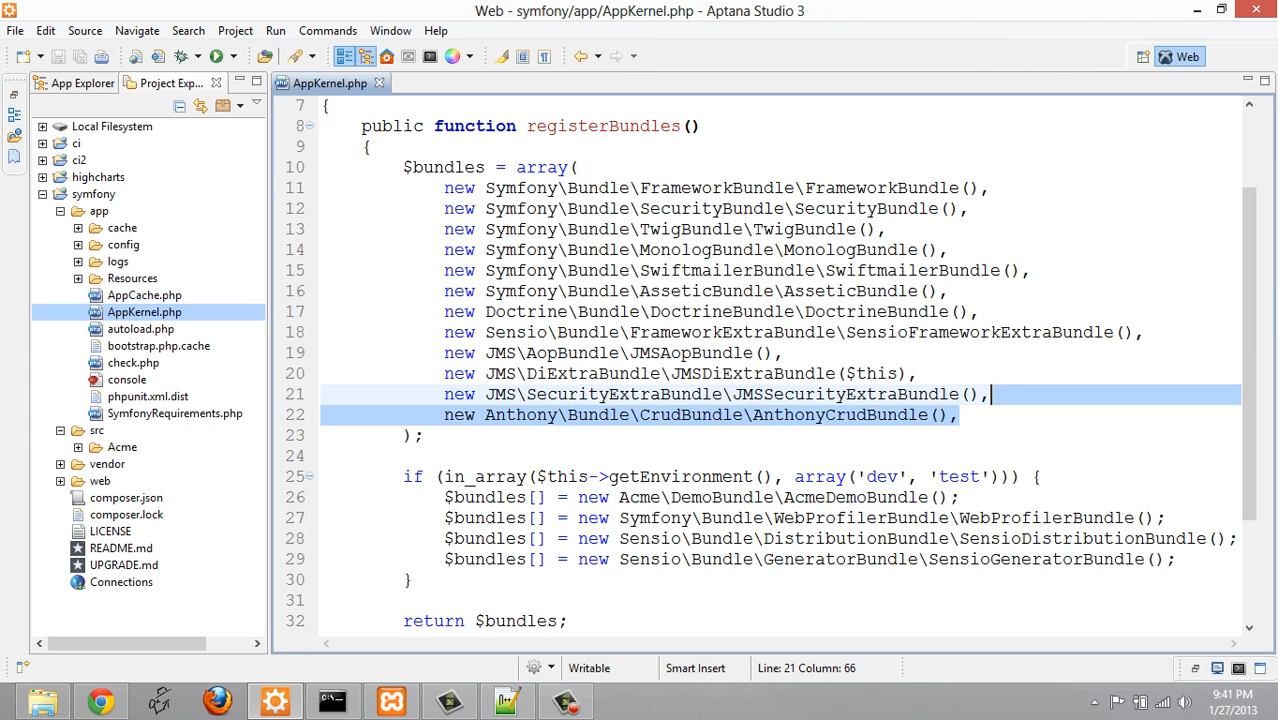 Web - symfony/app/AppKernel.php - Aptana Studio 3
File Edit Source Navigate Search Project Run Commands Window Help
Web
App Explorer Project Exp...
AppKernel.php
Local Filesystem
ci
ci2
highcharts
symfony
app
cache
config
logs
Resources
AppCache.php
AppKernel.php
autoload.php
bootstrap.php.cache
check.php
console
phpunit.xml.dist
SymfonyRequirements.php
src
Acme
vendor
web
composer.json
composer.lock
LICENSE
README.md
UPGRADE.md
Connections
7 {
8 public function registerBundles()
9 {
10 $bundles = array(
11 new Symfony\Bundle\FrameworkBundle\FrameworkBundle(),
12 new Symfony\Bundle\SecurityBundle\SecurityBundle(),
13 new Symfony\Bundle\TwigBundle\TwigBundle(),
14 new Symfony\Bundle\MonologBundle\MonologBundle(),
15 new Symfony\Bundle\SwiftmailerBundle\SwiftmailerBundle(),
16 new Symfony\Bundle\AsseticBundle\AsseticBundle(),
17 new Doctrine\Bundle\DoctrineBundle\DoctrineBundle(),
18 new Sensio\Bundle\FrameworkExtraBundle\SensioFrameworkExtraBundle(),
19 new JMS\AopBundle\JMSAopBundle(),
20 new JMS\DiExtraBundle\JMSDiExtraBundle($this),
21 new JMS\SecurityExtraBundle\JMSSecurityExtraBundle(),
22 new Anthony\Bundle\CrudBundle\AnthonyCrudBundle(),
23 );
24
25 if (in_array($this->getEnvironment(), array('dev', 'test'))) {
26 $bundles[] = new Acme\DemoBundle\AcmeDemoBundle();
27 $bundles[] = new Symfony\Bundle\WebProfilerBundle\WebProfilerBundle();
28 $bundles[] = new Sensio\Bundle\DistributionBundle\SensioDistributionBundle();
29 $bundles[] = new Sensio\Bundle\GeneratorBundle\SensioGeneratorBundle();
30 }
31
32 return $bundles;
Writable Smart Insert Line: 21 Column: 66
9:41 PM
1/27/2013